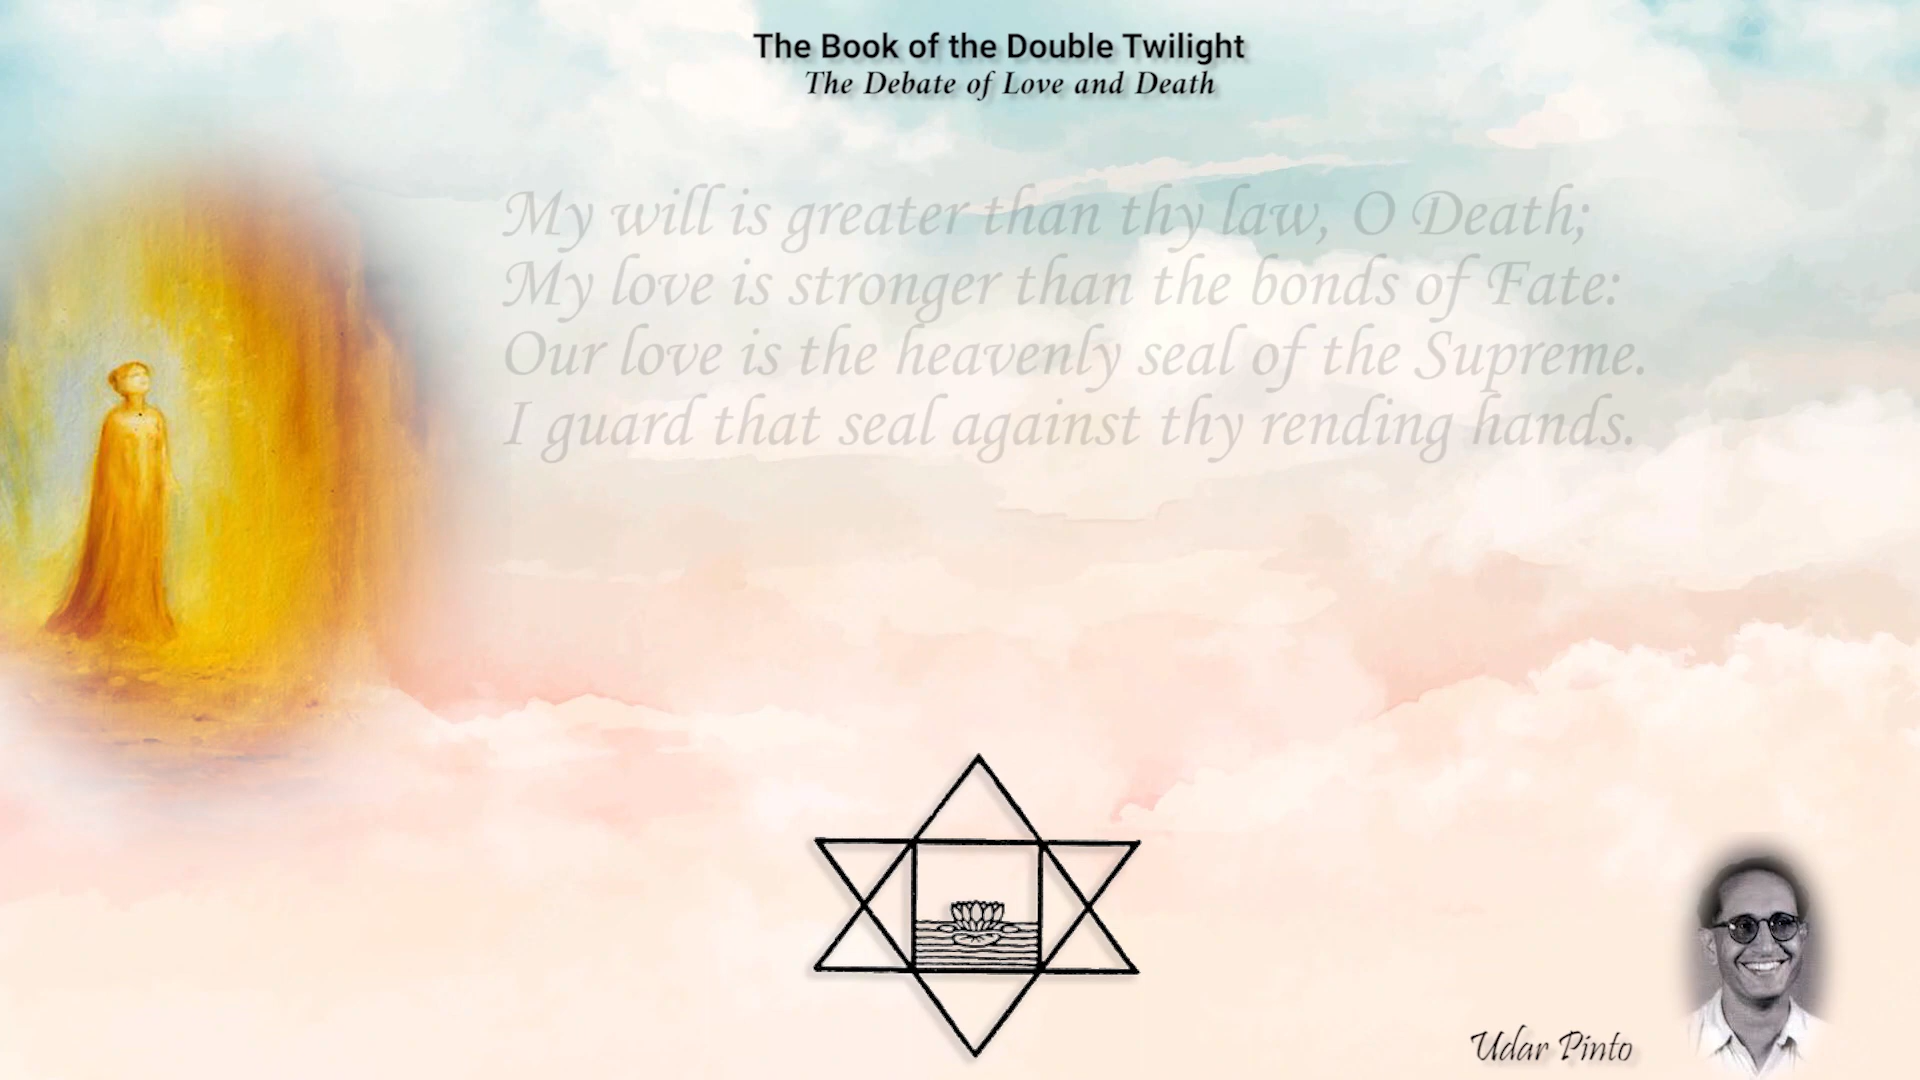 The Book of the Double Twilight
The Debate of Love and Death
My will is greater than thy law, O Death;
My love is stronger than the bonds of Fate:
Our love is the heavenly seal of the Supreme.
I guard that seal against thy rending hands.
Udar Pinto